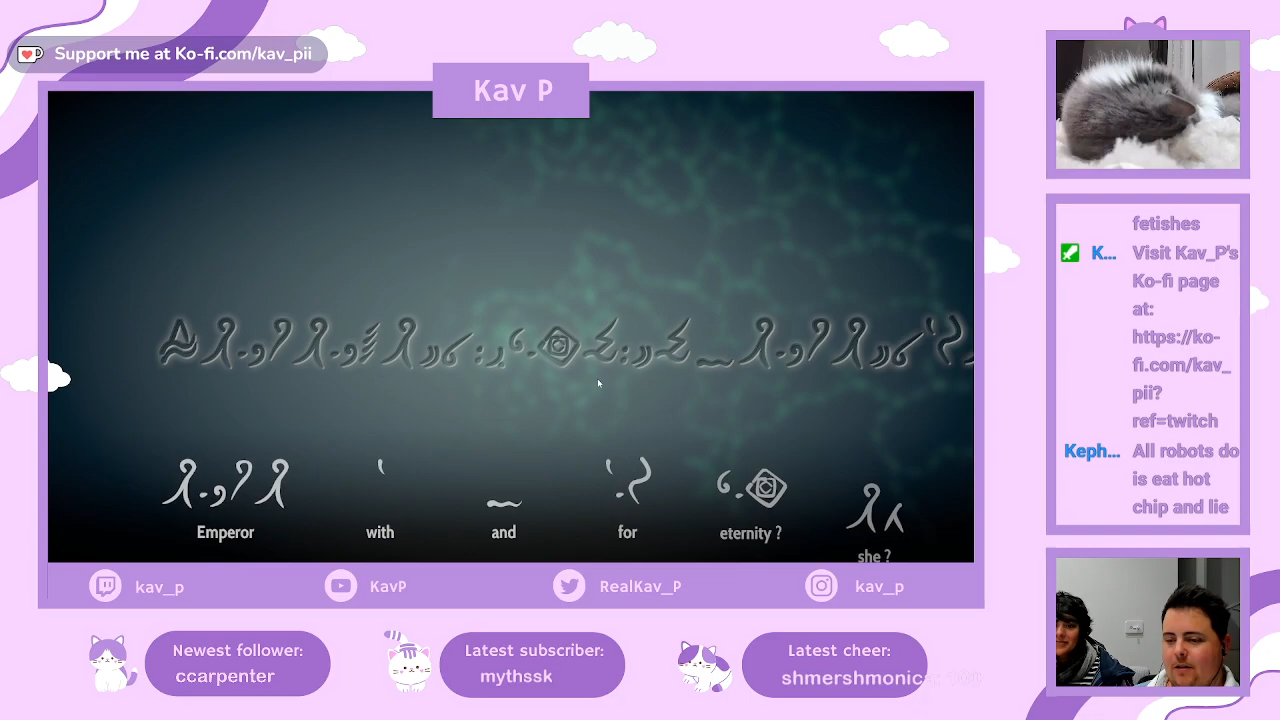 Support me at Ko-fi.com/kav_pii
Kav P
Emperor
with
and
for
eternity ?
she ?
fetishes
K... Visit Kav_P's
Ko-fi page
at:
https://ko-
fi.com/kav_
pii?
ref=twitch
Keph... All robots do
is eat hot
chip and lie
kav_p
KavP
RealKav_P
kav_p
Newest follower:
ccarpenter
Latest subscriber:
mythssk
Latest cheer: